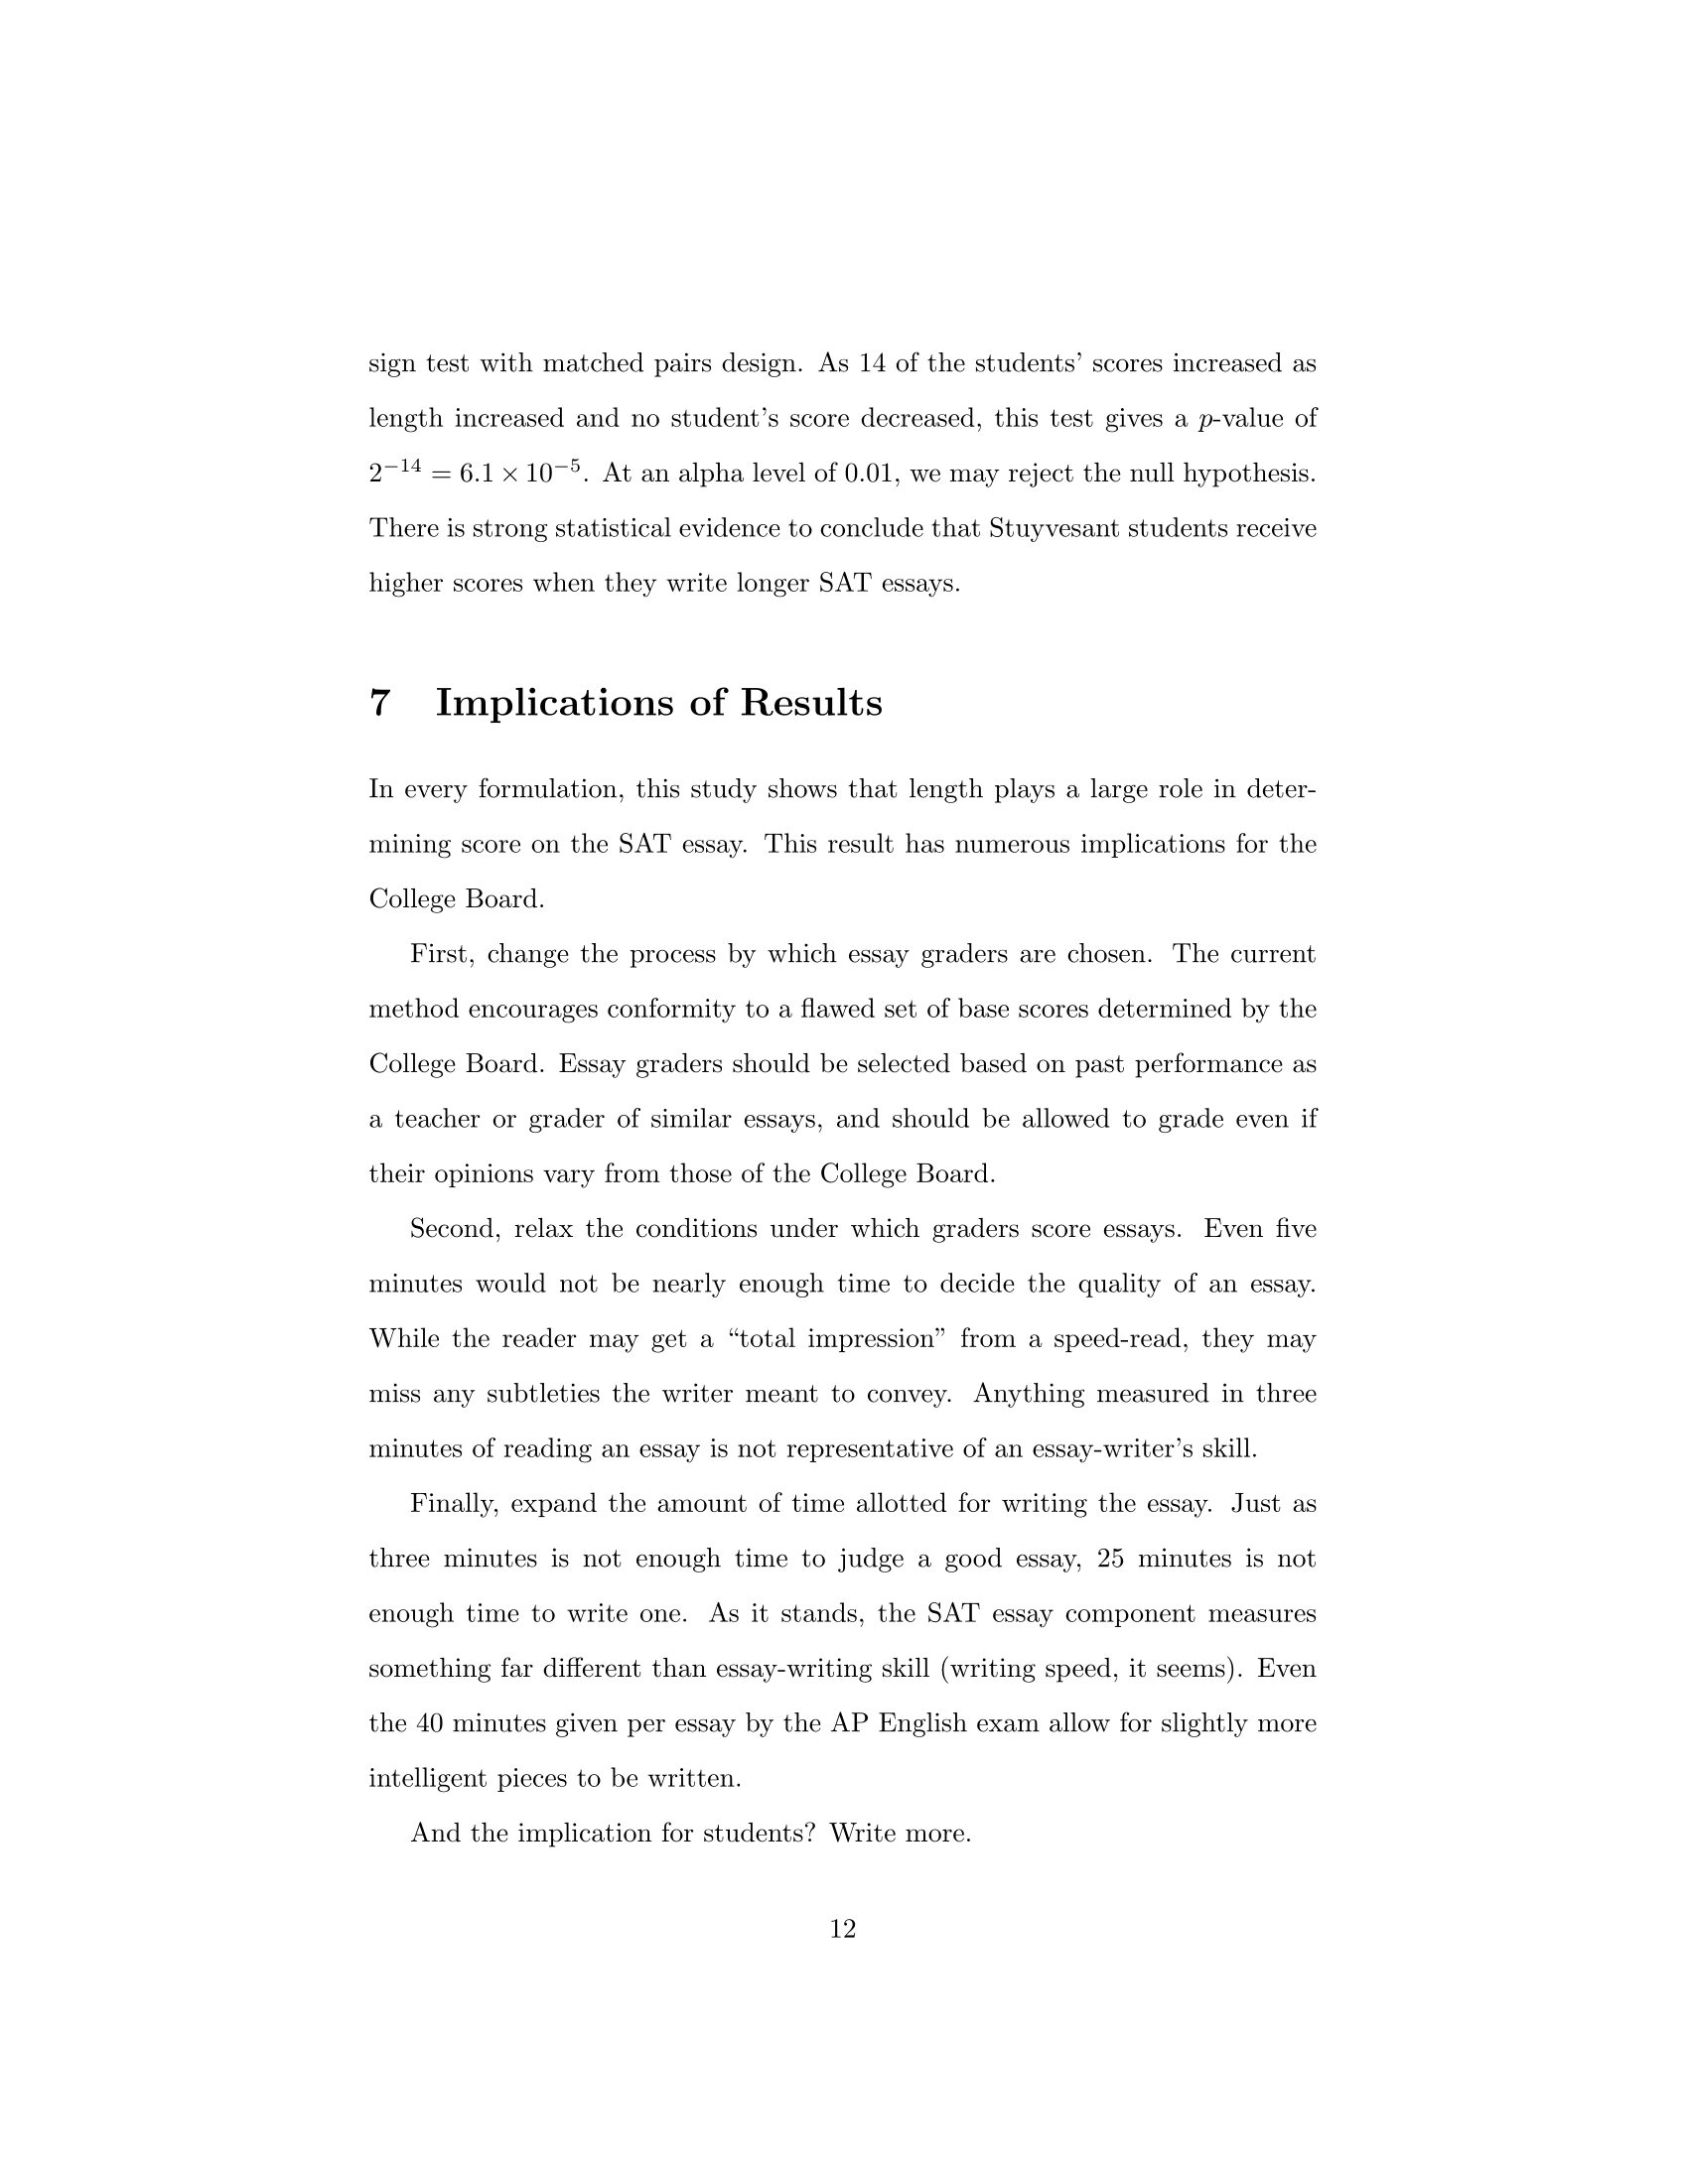 sign test with matched pairs design. As 14 of the students' scores increased as
length increased and no student's score decreased, this test gives a p-value of
2⁻¹⁴ = 6.1 × 10⁻⁵. At an alpha level of 0.01, we may reject the null hypothesis.
There is strong statistical evidence to conclude that Stuyvesant students receive
higher scores when they write longer SAT essays.
7 Implications of Results
In every formulation, this study shows that length plays a large role in deter-
mining score on the SAT essay. This result has numerous implications for the
College Board.
First, change the process by which essay graders are chosen. The current
method encourages conformity to a flawed set of base scores determined by the
College Board. Essay graders should be selected based on past performance as
a teacher or grader of similar essays, and should be allowed to grade even if
their opinions vary from those of the College Board.
Second, relax the conditions under which graders score essays. Even five
minutes would not be nearly enough time to decide the quality of an essay.
While the reader may get a “total impression” from a speed-read, they may
miss any subtleties the writer meant to convey. Anything measured in three
minutes of reading an essay is not representative of an essay-writer's skill.
Finally, expand the amount of time allotted for writing the essay. Just as
three minutes is not enough time to judge a good essay, 25 minutes is not
enough time to write one. As it stands, the SAT essay component measures
something far different than essay-writing skill (writing speed, it seems). Even
the 40 minutes given per essay by the AP English exam allow for slightly more
intelligent pieces to be written.
And the implication for students? Write more.
12